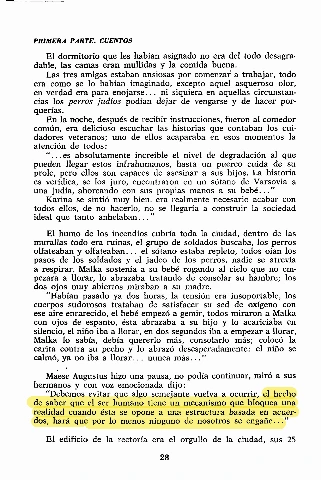 PRIMERA PARTE. CUENTOS
El dormitorio que les habían asignado no era del todo desagra-
dable, las camas eran mullidas y la comida buena.
Las tres amigas estaban ansiosas por comenzar a trabajar, todo
era como se lo habían imaginado, excepto aquel asqueroso olor,
en verdad era para enojarse... ni siquiera en aquellas circunstan-
cias los perros judíos podían dejar de vengarse y de hacer por-
querías.
En la noche, después de recibir instrucciones, fueron al comedor
común, era delicioso escuchar las historias que contaban los cui-
dadores veteranos; uno de ellos acaparaba en esos momentos la
atención de todos:
"...es absolutamente increíble el nivel de degradación al que
pueden llegar estos infrahumanos, hasta un puerco cuida de su
prole, pero ellos son capaces de asesinar a sus hijos. La historia
es verídica, se los juro, encontraron en un sótano de Varsovia a
una judía, ahorcando con sus propias manos a su bebé..."
Karina se sintió muy bien, era realmente necesario acabar con
todos ellos, de no hacerlo, no se llegaría a construir la sociedad
ideal que tanto anhelaban..."
El humo de los incendios cubría toda la ciudad, dentro de las
murallas todo era ruinas, el grupo de soldados buscaba, los perros
olfateaban y olfateaban... el sótano estaba repleto, todos oían los
pasos de los soldados y el jadeo de los perros, nadie se atrevía
a respirar. Malka sostenía a su bebé rogando al cielo que no em-
pezara a llorar, lo abrazaba tratando de consolar su hambre; los
dos ojos muy abiertos miraban a su madre.
"Habían pasado ya dos horas, la tensión era insoportable, los
cuerpos sudorosos trataban de satisfacer su sed de oxígeno con
ese aire enrarecido, el bebé empezó a gemir, todos miraron a Malka
con ojos de espanto, ésta abrazaba a su hijo y lo acariciaba en
silencio, el niño iba a llorar, en dos segundos iba a empezar a llorar,
Malka lo sabía, debía quererlo más, consolarlo más; colocó la
carita contra su pecho y lo abrazó desesperadamente: el niño se
calmó, ya no iba a llorar... nunca más..."
Maese Augustus hizo una pausa, no podía continuar, miró a sus
hermanos y con voz emocionada dijo:
"Debemos evitar que algo semejante vuelva a ocurrir, el hecho
de saber que el ser humano tiene un mecanismo que bloquea una
realidad cuando ésta se opone a una estructura basada en acuer-
dos, hará que por lo menos ninguno de nosotros se engañe..."
El edificio de la rectoría era el orgullo de la ciudad, sus 25
28